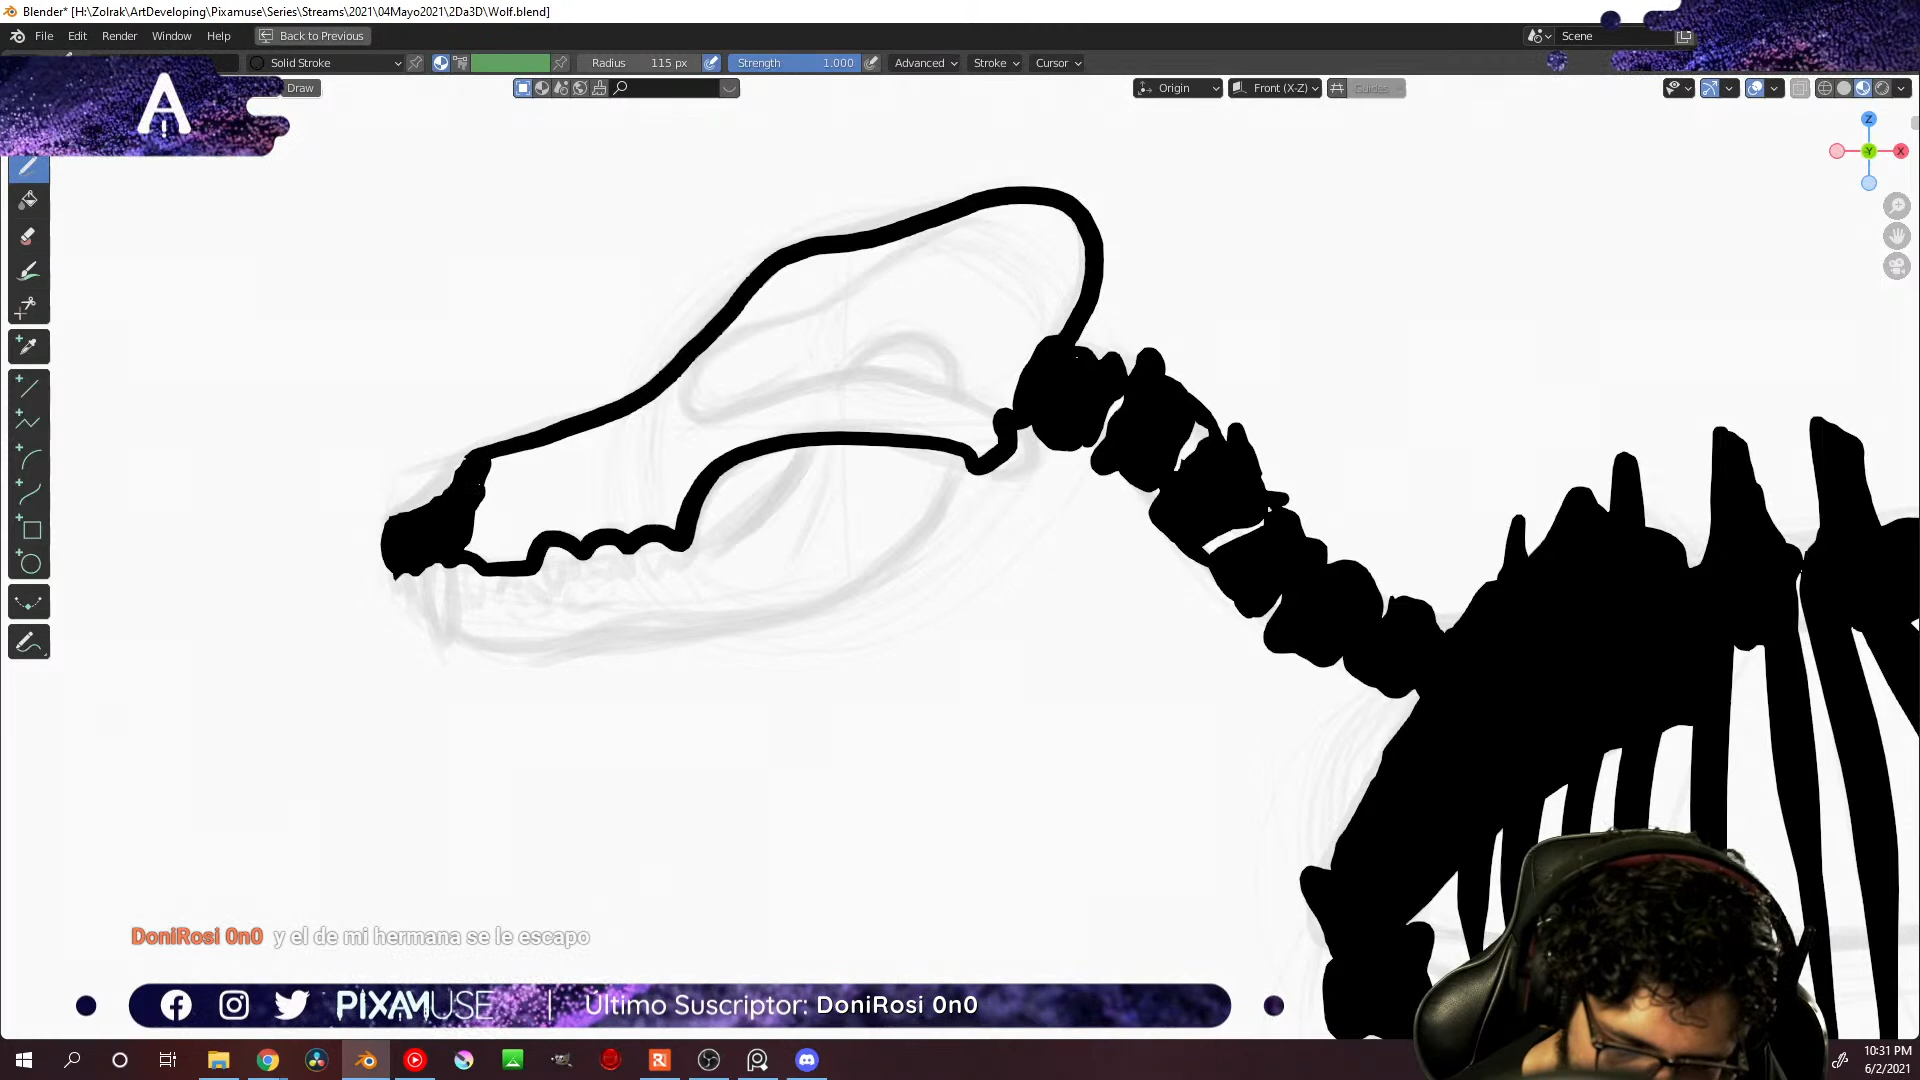 Blender* [H:\Zolrak\ArtDeveloping\Pixamuse\Series\Streams\2021\04Mayo2021\2Da3D\Wolf.blend]
File Edit Render Window Help Back to Previous Scene
Solid Stroke Radius 115 px Strength 1.000 Advanced Stroke Cursor
Draw Origin Front (X-Z) Guides
A
Z
Y X
DoniRosi 0n0 y el de mi hermana se le escapo
PIXAMUSE | Último Suscriptor: DoniRosi 0n0
10:31 PM
6/2/2021